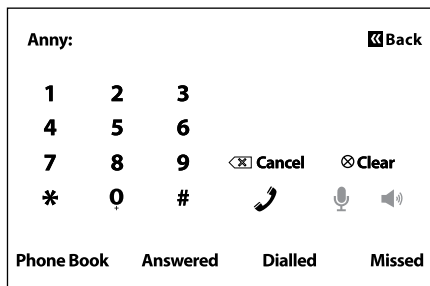 Anny: Back
1 2 3
4 5 6
7 8 9 Cancel Clear
* 0 #
+
Phone Book Answered Dialled Missed